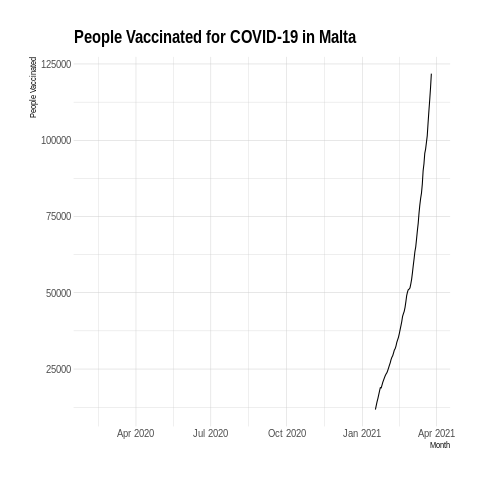 People Vaccinated for COVID-19 in Malta
People Vaccinated
125000
100000
75000
50000
25000
Apr 2020 Jul 2020 Oct 2020 Jan 2021 Apr 2021
Month